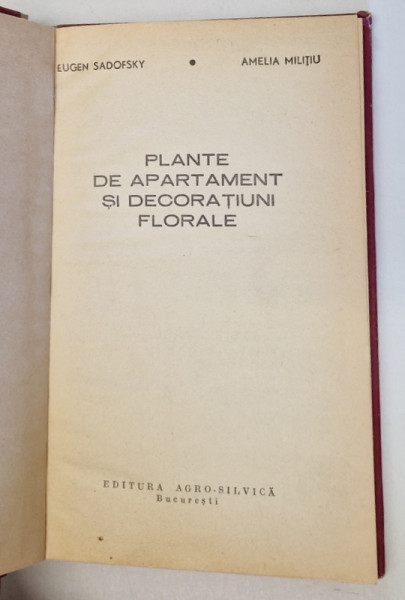 EUGEN SADOFSKY • AMELIA MILIȚIU
PLANTE
DE APARTAMENT
ȘI DECORAȚIUNI
FLORALE
EDITURA AGRO-SILVICĂ
București